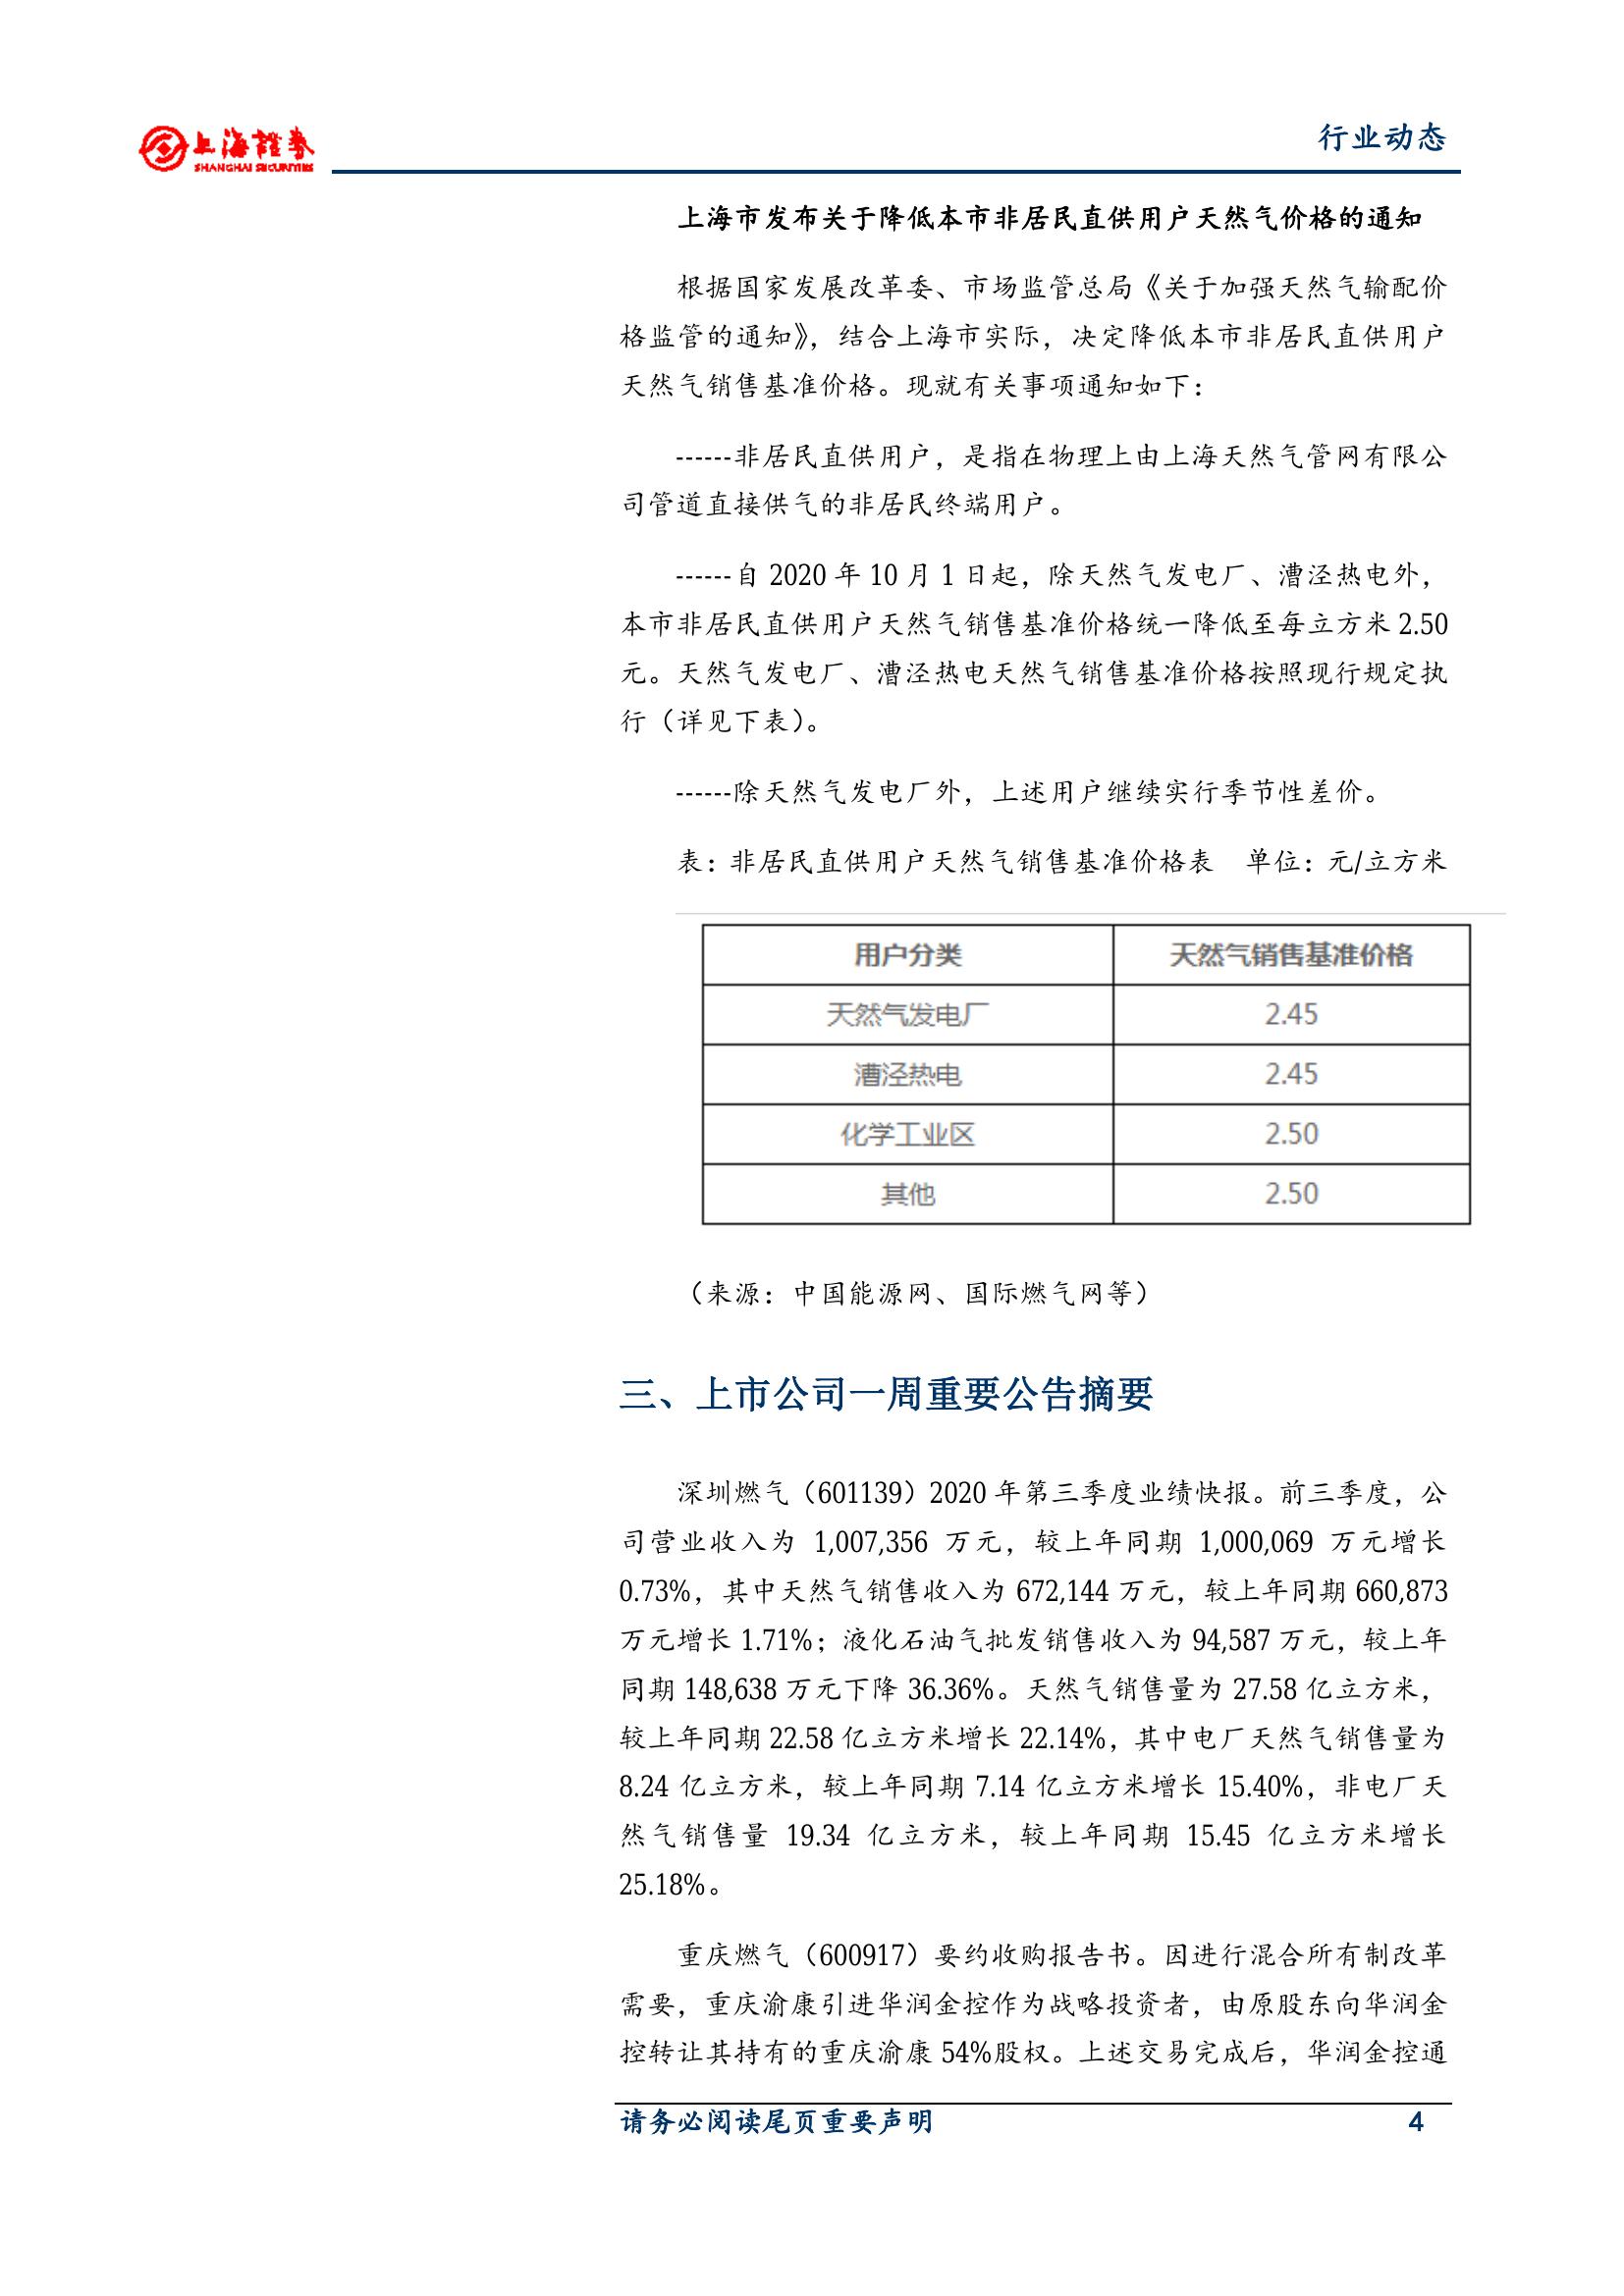 上海證券
SHANGHAI SECURITIES
行业动态
上海市发布关于降低本市非居民直供用户天然气价格的通知
根据国家发展改革委、市场监管总局《关于加强天然气输配价
格监管的通知》，结合上海市实际，决定降低本市非居民直供用户
天然气销售基准价格。现就有关事项通知如下：
------非居民直供用户，是指在物理上由上海天然气管网有限公
司管道直接供气的非居民终端用户。
------自 2020 年 10 月 1 日起，除天然气发电厂、漕泾热电外，
本市非居民直供用户天然气销售基准价格统一降低至每立方米 2.50
元。天然气发电厂、漕泾热电天然气销售基准价格按照现行规定执
行（详见下表）。
------除天然气发电厂外，上述用户继续实行季节性差价。
表：非居民直供用户天然气销售基准价格表 单位：元/立方米
用户分类 天然气销售基准价格
天然气发电厂 2.45
漕泾热电 2.45
化学工业区 2.50
其他 2.50
（来源：中国能源网、国际燃气网等）
三、上市公司一周重要公告摘要
深圳燃气（601139）2020 年第三季度业绩快报。前三季度，公
司营业收入为 1,007,356 万元，较上年同期 1,000,069 万元增长
0.73%，其中天然气销售收入为 672,144 万元，较上年同期 660,873
万元增长 1.71%；液化石油气批发销售收入为 94,587 万元，较上年
同期 148,638 万元下降 36.36%。天然气销售量为 27.58 亿立方米，
较上年同期 22.58 亿立方米增长 22.14%，其中电厂天然气销售量为
8.24 亿立方米，较上年同期 7.14 亿立方米增长 15.40%，非电厂天
然气销售量 19.34 亿立方米，较上年同期 15.45 亿立方米增长
25.18%。
重庆燃气（600917）要约收购报告书。因进行混合所有制改革
需要，重庆渝康引进华润金控作为战略投资者，由原股东向华润金
控转让其持有的重庆渝康 54%股权。上述交易完成后，华润金控通
请务必阅读尾页重要声明 4